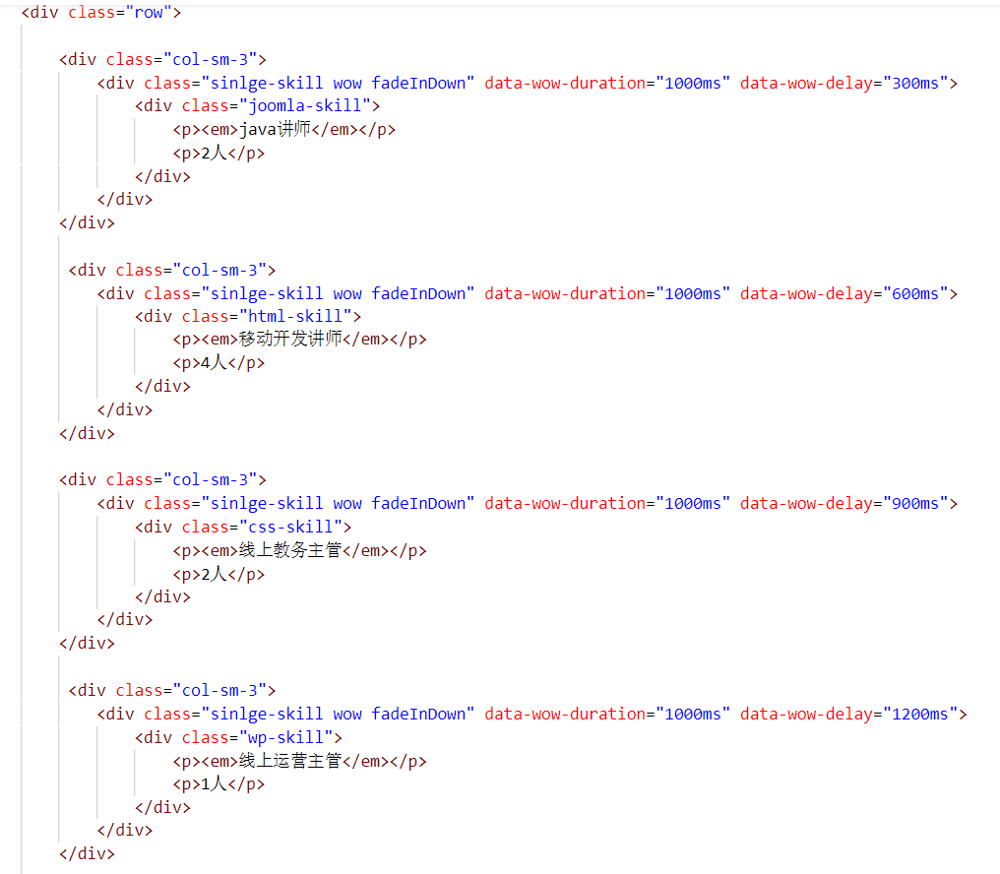 <div class="row">
<div class="col-sm-3">
<div class="sinlge-skill wow fadeInDown" data-wow-duration="1000ms" data-wow-delay="300ms">
<div class="joomla-skill">
<p><em>java讲师</em></p>
<p>2人</p>
</div>
</div>
</div>
<div class="col-sm-3">
<div class="sinlge-skill wow fadeInDown" data-wow-duration="1000ms" data-wow-delay="600ms">
<div class="html-skill">
<p><em>移动开发讲师</em></p>
<p>4人</p>
</div>
</div>
</div>
<div class="col-sm-3">
<div class="sinlge-skill wow fadeInDown" data-wow-duration="1000ms" data-wow-delay="900ms">
<div class="css-skill">
<p><em>线上教务主管</em></p>
<p>2人</p>
</div>
</div>
</div>
<div class="col-sm-3">
<div class="sinlge-skill wow fadeInDown" data-wow-duration="1000ms" data-wow-delay="1200ms">
<div class="wp-skill">
<p><em>线上运营主管</em></p>
<p>1人</p>
</div>
</div>
</div>